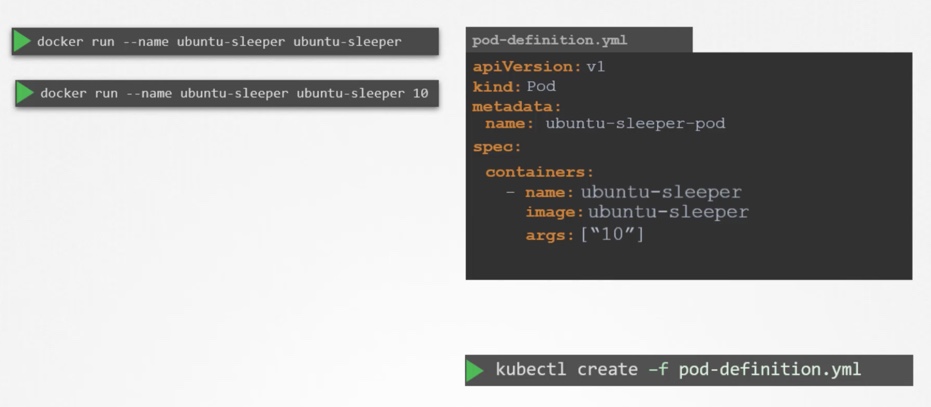 docker run --name ubuntu-sleeper ubuntu-sleeper
docker run --name ubuntu-sleeper ubuntu-sleeper 10
pod-definition.yml
apiVersion: v1
kind: Pod
metadata:
  name: ubuntu-sleeper-pod
spec:
  containers:
    – name: ubuntu-sleeper
      image: ubuntu-sleeper
      args: [“10”]
kubectl create –f pod-definition.yml